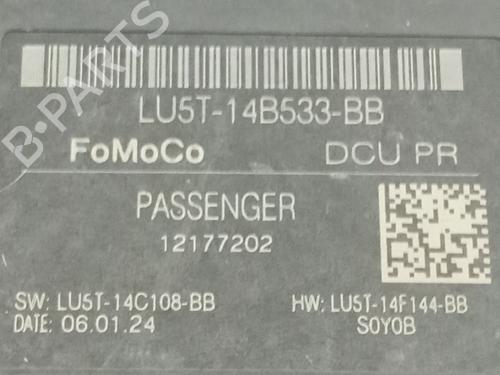 LU5T-14B533-BB
FoMoCo DCU PR
PASSENGER
12177202
SW: LU5T-14C108-BB HW: LU5T-14F144-BB
DATE: 06.01.24 S0Y0B
B-PARTS